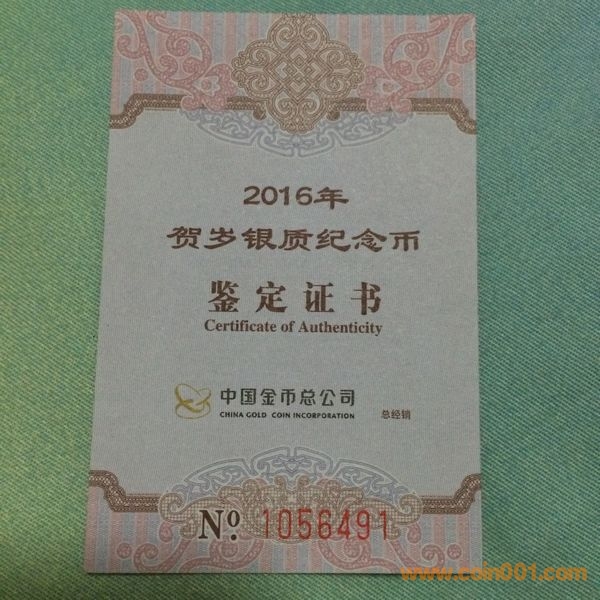 2016年
贺岁银质纪念币
鉴定证书
Certificate of Authenticity
中国金币总公司
CHINA GOLD COIN INCORPORATION
总经销
Nº. 1056491
www.coin001.com